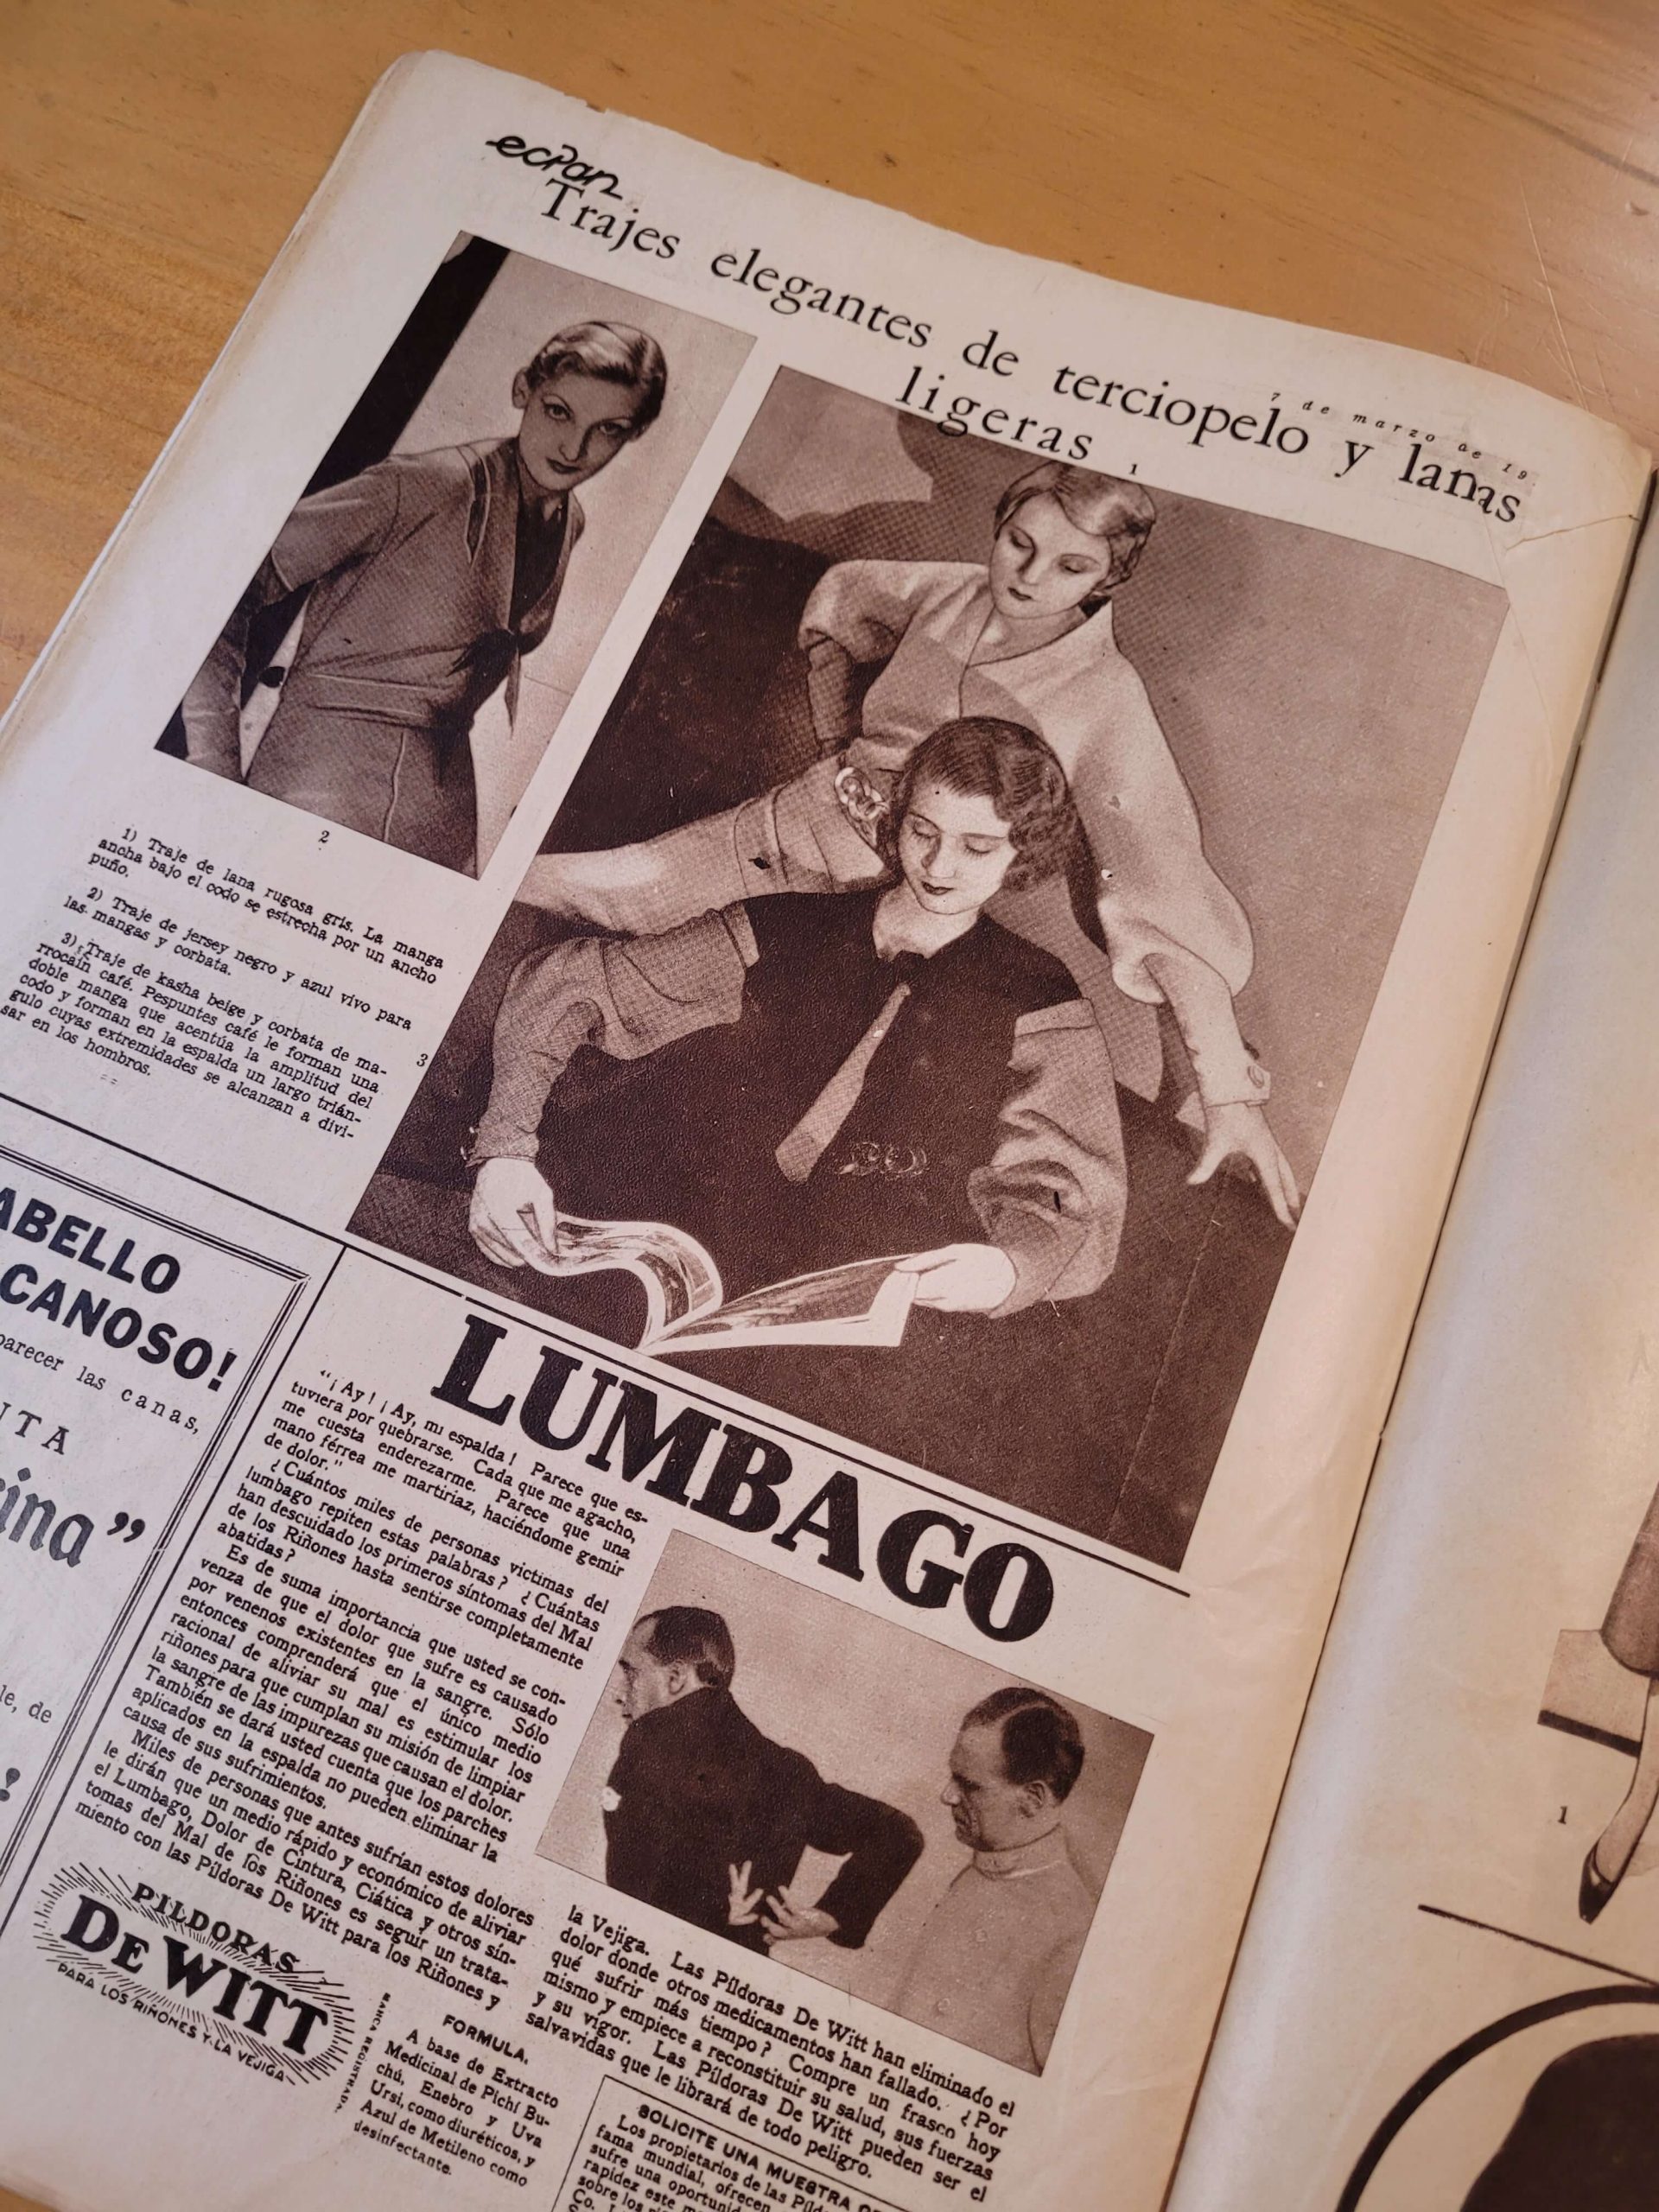 ecran
7 de marzo de 19
Trajes elegantes de terciopelo y lanas
ligeras
1
2
3
1) Traje de lana rugosa gris. La manga
ancha bajo el codo se estrecha por un ancho
puño.
2) Traje de jersey negro y azul vivo para
las mangas y corbata.
3) Traje de kasha beige y corbata de ma-
rrocain café. Pespuntes café le forman una
doble manga que acentúa la amplitud del
codo y forman en la espalda un largo trián-
gulo cuyas extremidades se alcanzan a divi-
sar en los hombros.
ABELLO
CANOSO!
parecer las canas,
NTA
ina”
le, de
!
LUMBAGO
“¡Ay! ¡Ay, mi espalda! Parece que es-
tuviera por quebrarse. Cada que me agacho,
me cuesta enderezarme. Parece que una
mano férrea me martiriaz, haciéndome gemir
de dolor.”
¿Cuántos miles de personas victimas del
lumbago repiten estas palabras? ¿Cuántas
han descuidado los primeros síntomas del Mal
de los Riñones hasta sentirse completamente
abatidas?
Es de suma importancia que usted se con-
venza de que el dolor que sufre es causado
por venenos existentes en la sangre. Sólo
entonces comprenderá que el único medio
racional de aliviar su mal es estimular los
riñones para que cumplan su misión de limpiar
la sangre de las impurezas que causan el dolor.
También se dará usted cuenta que los parches
aplicados en la espalda no pueden eliminar la
causa de sus sufrimientos.
Miles de personas que antes sufrían estos dolores
le dirán que un medio rápido y económico de aliviar
el Lumbago, Dolor de Cintura, Ciática y otros sín-
tomas del Mal de los Riñones es seguir un trata-
miento con las Píldoras De Witt para los Riñones y
la Vejiga. Las Píldoras De Witt han eliminado el
dolor donde otros medicamentos han fallado. ¿Por
qué sufrir más tiempo? Compre un frasco hoy
mismo y empiece a reconstituir su salud, sus fuerzas
y su vigor. Las Píldoras De Witt pueden ser el
salvavidas que le librará de todo peligro.
PÍLDORAS
DE WITT
PARA LOS RIÑONES Y LA VEJIGA
MARCA REGISTRADA
FORMULA.
A base de Extracto
Medicinal de Pichí Bu-
chú, Enebro y Uva
Ursi, como diuréticos, y
Azul de Metileno como
desinfectante.
SOLICITE UNA MUESTRA
Los propietarios de las
fama mundial, ofrecen
sufre una
rapidez este
sobre los
Co.
1